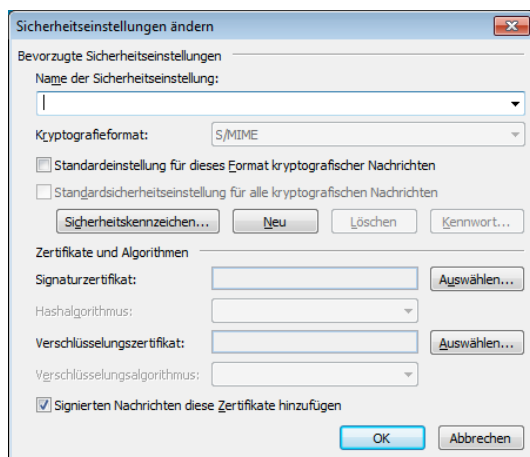 Sicherheitseinstellungen ändern
Bevorzugte Sicherheitseinstellungen
Name der Sicherheitseinstellung:
Kryptografieformat: S/MIME
Standardeinstellung für dieses Format kryptografischer Nachrichten
Standardsicherheitseinstellung für alle kryptografischen Nachrichten
Sicherheitskennzeichen... Neu Löschen Kennwort...
Zertifikate und Algorithmen
Signaturzertifikat: Auswählen...
Hashalgorithmus:
Verschlüsselungszertifikat: Auswählen...
Verschlüsselungsalgorithmus:
Signierten Nachrichten diese Zertifikate hinzufügen
OK Abbrechen